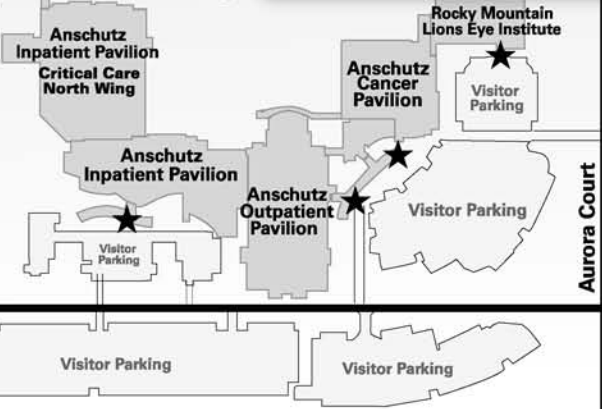 Rocky Mountain
Lions Eye Institute
Anschutz
Inpatient Pavilion
Critical Care
North Wing
Anschutz
Cancer
Pavilion
Visitor
Parking
Anschutz
Inpatient Pavilion
Anschutz
Outpatient
Pavilion
Visitor Parking
Visitor
Parking
Aurora Court
Visitor Parking
Visitor Parking